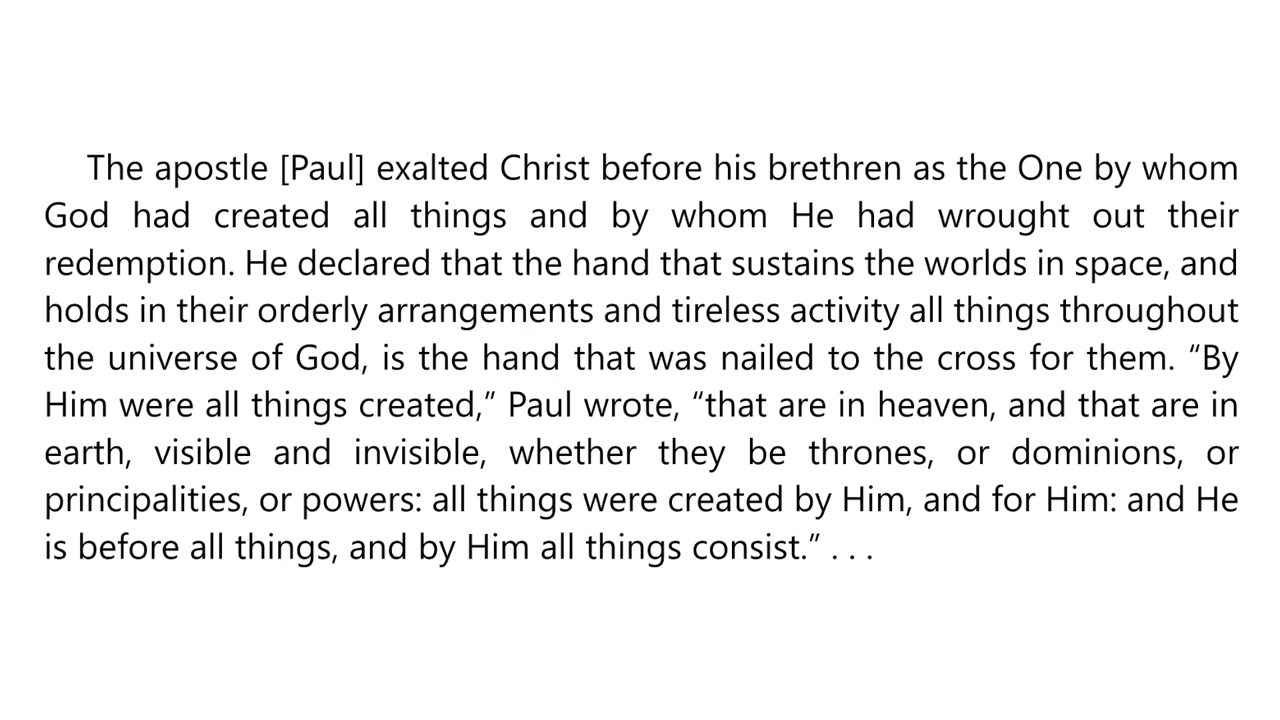 The apostle [Paul] exalted Christ before his brethren as the One by whom
God had created all things and by whom He had wrought out their
redemption. He declared that the hand that sustains the worlds in space, and
holds in their orderly arrangements and tireless activity all things throughout
the universe of God, is the hand that was nailed to the cross for them. “By
Him were all things created,” Paul wrote, “that are in heaven, and that are in
earth, visible and invisible, whether they be thrones, or dominions, or
principalities, or powers: all things were created by Him, and for Him: and He
is before all things, and by Him all things consist.” . . .